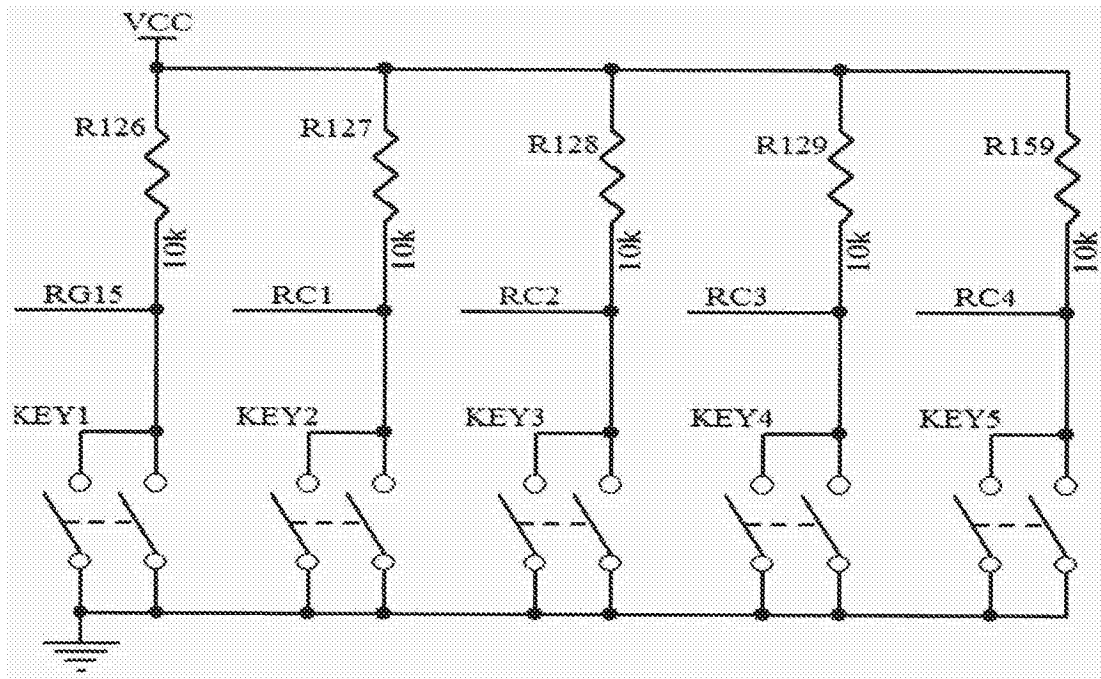 VCC
R126
R127
R128
R129
R159
10k
10k
10k
10k
10k
RG15
RC1
RC2
RC3
RC4
KEY1
KEY2
KEY3
KEY4
KEY5